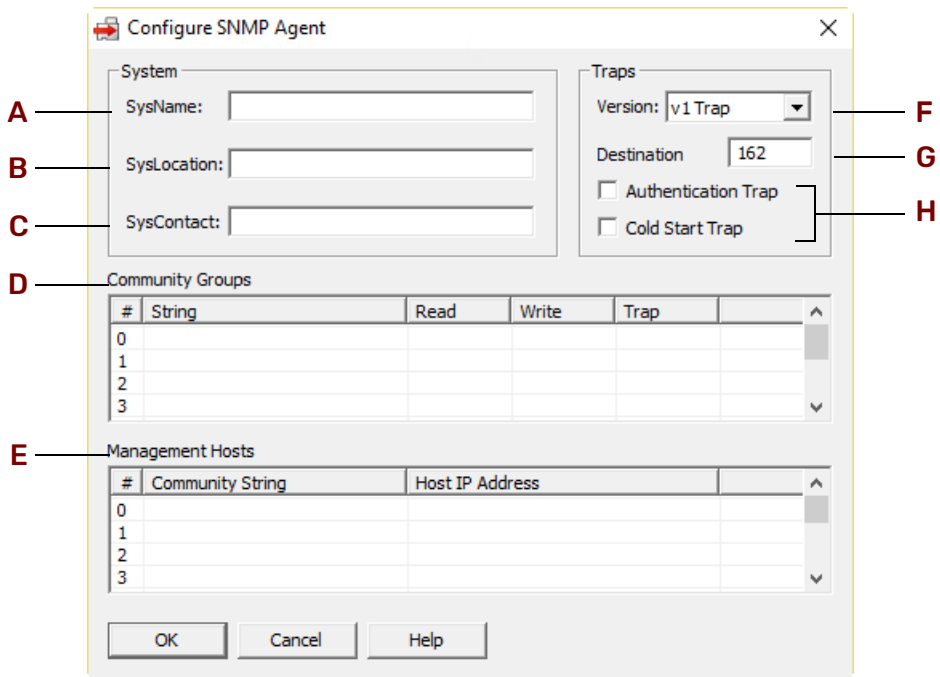 Configure SNMP Agent
System
A
SysName:
B
SysLocation:
C
SysContact:
Traps
Version: v1 Trap
F
Destination 162
G
Authentication Trap
Cold Start Trap
H
D
Community Groups
# String Read Write Trap
0
1
2
3
E
Management Hosts
# Community String Host IP Address
0
1
2
3
OK Cancel Help